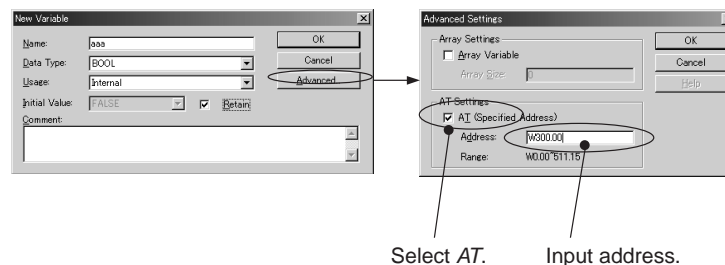 New Variable
Name: aaa
Data Type: BOOL
Usage: Internal
Initial Value: FALSE Retain
Comment:
OK
Cancel
Advanced
Advanced Settings
Array Settings
Array Variable
Array Size: 0
AT Settings
AT (Specified Address)
Address: W300.00
Range: W0.00~511.15
OK
Cancel
Help
Select AT.
Input address.